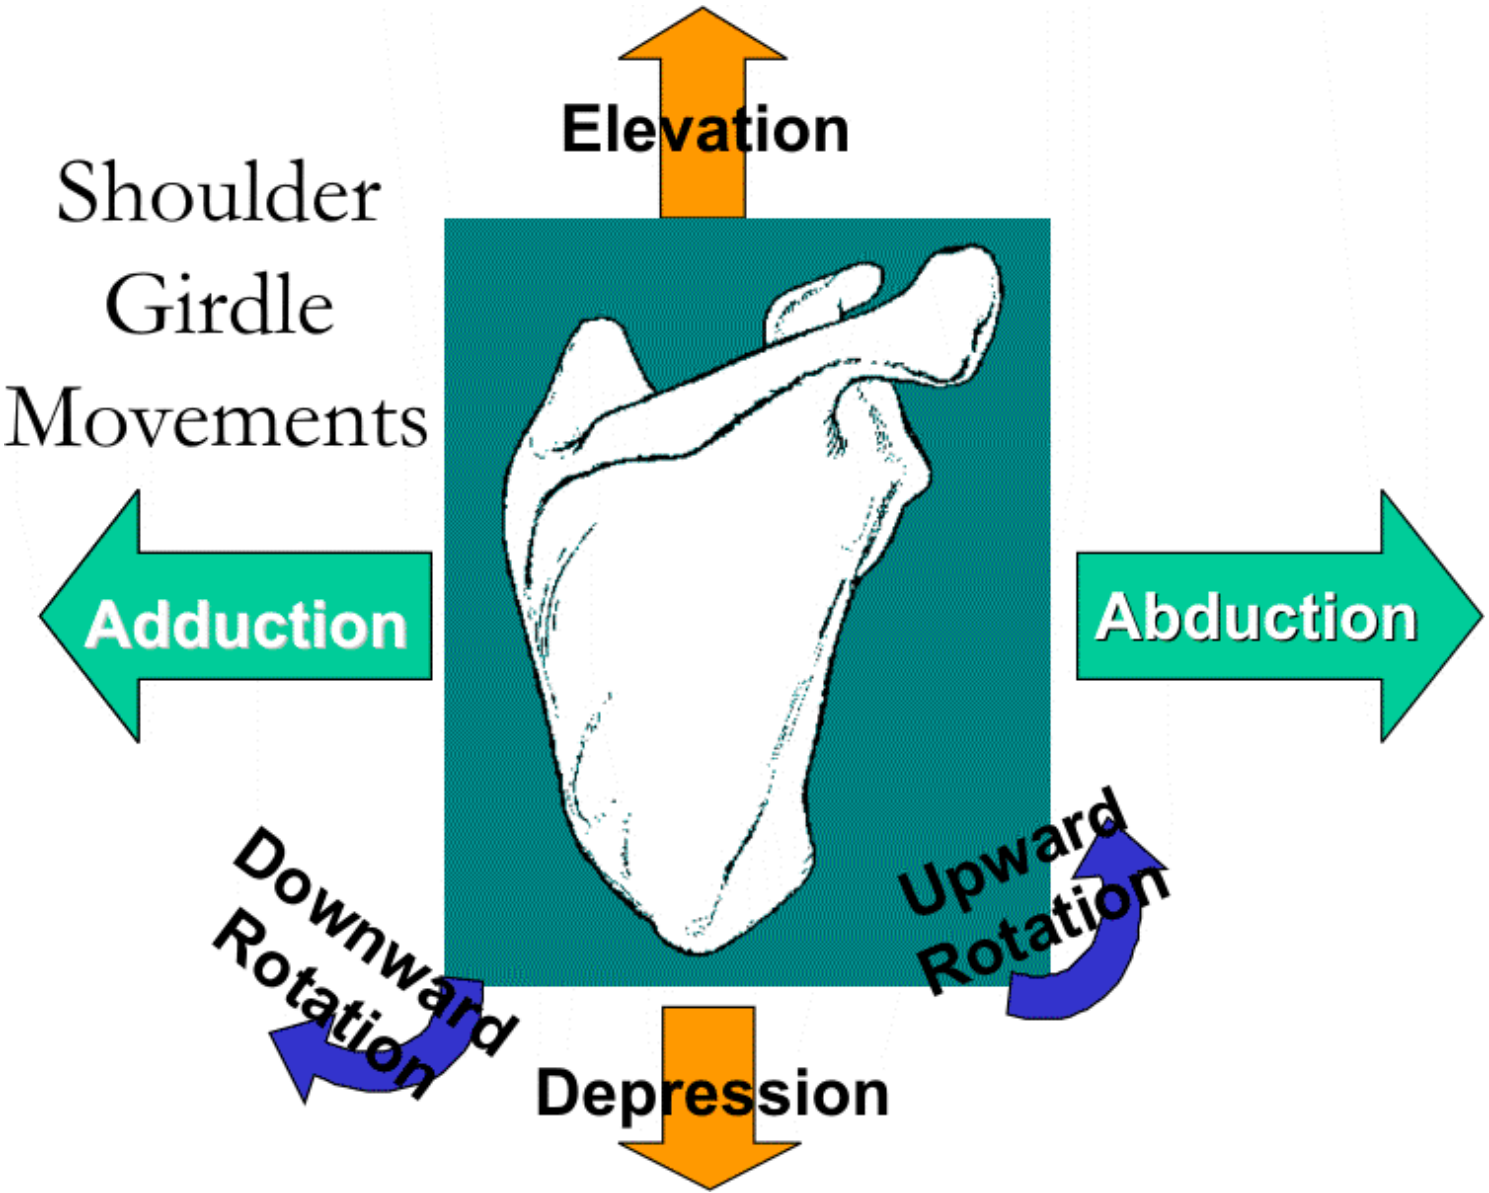 Elevation
Shoulder
Girdle
Movements
Adduction
Abduction
Downward
Rotation
Upward
Rotation
Depression